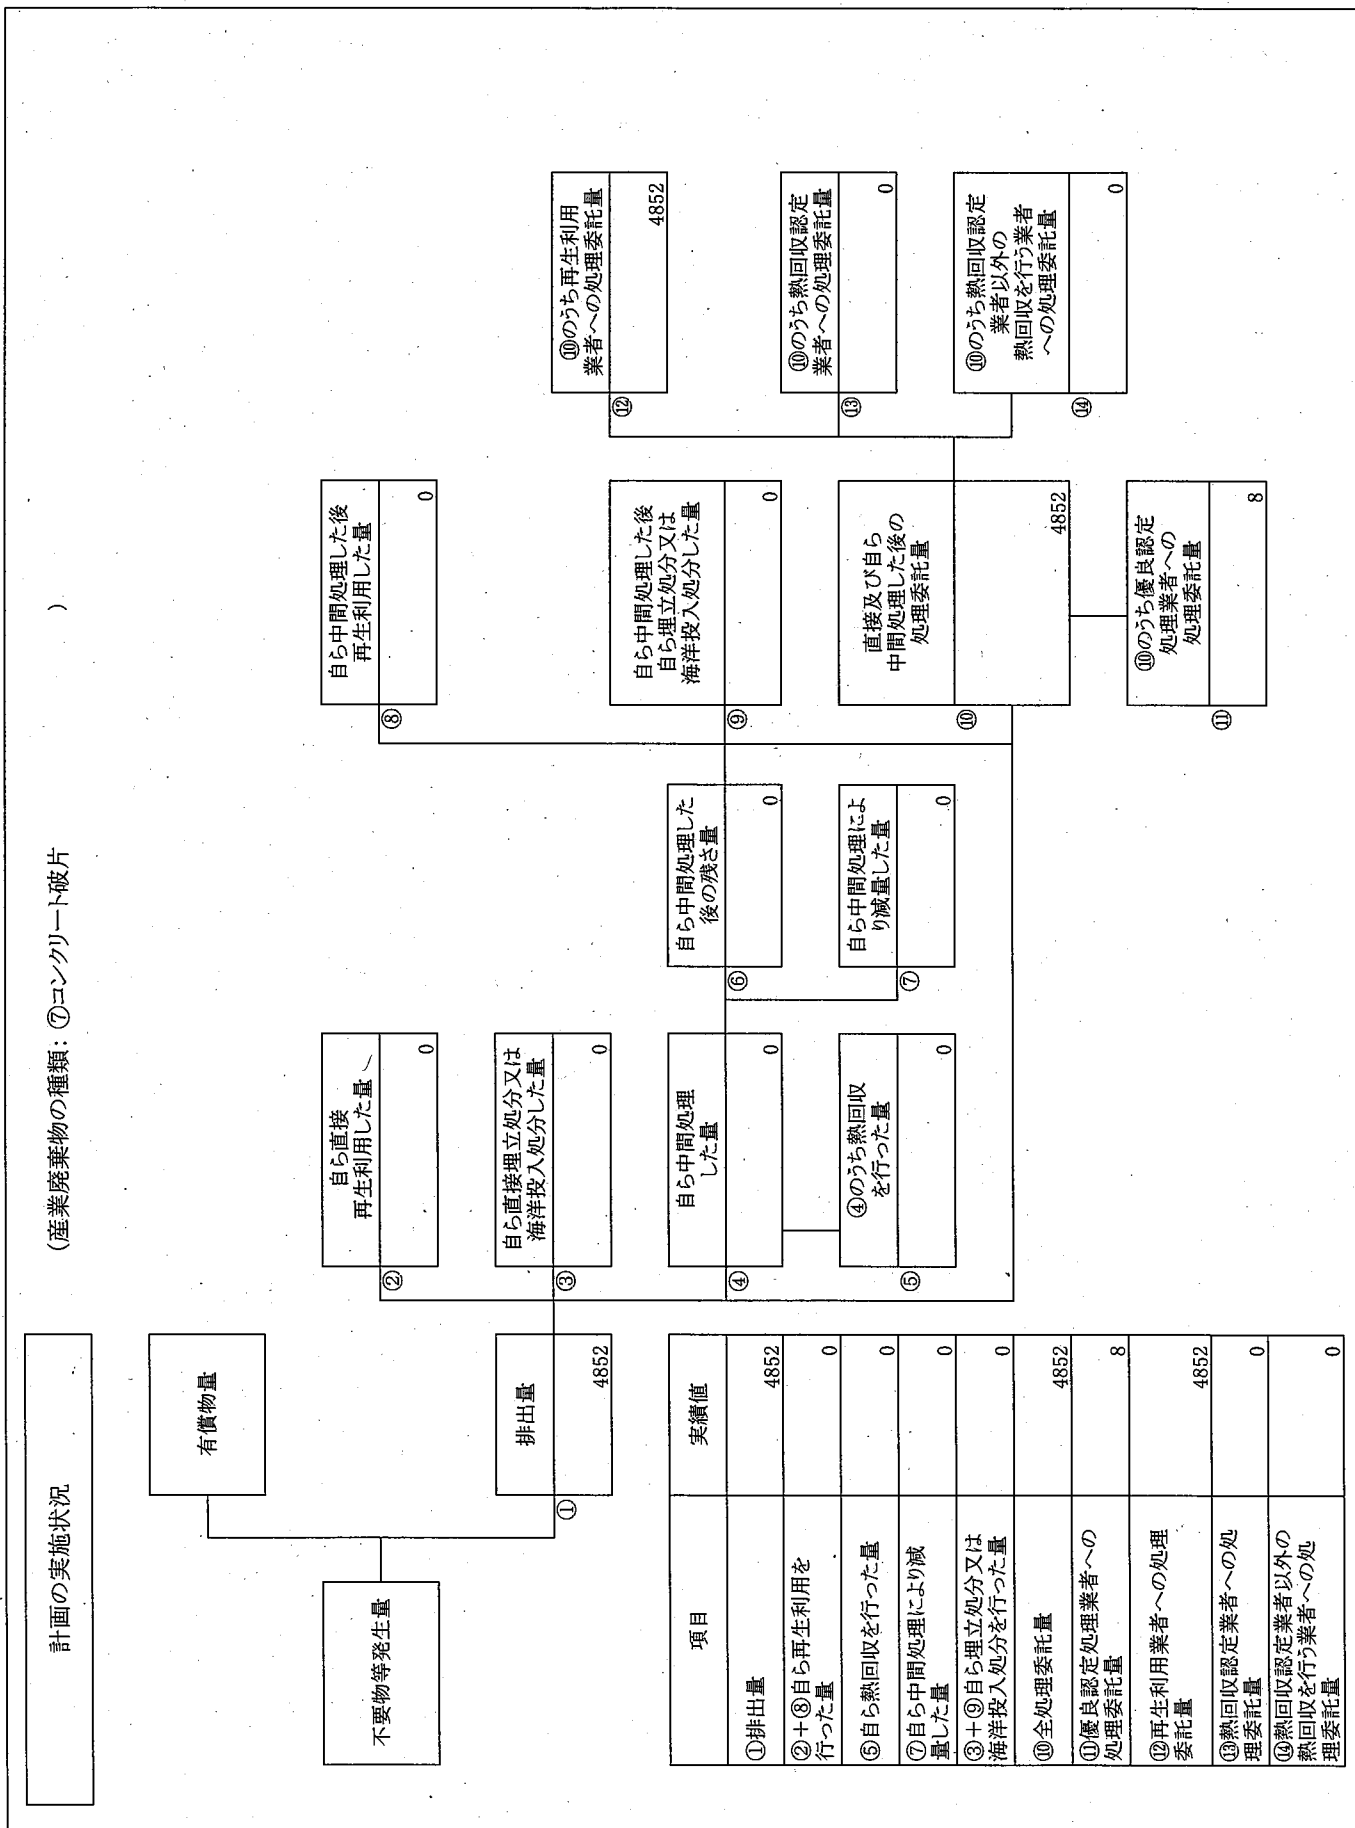 計画の実施状況
(産業廃棄物の種類：⑦コンクリート破片
)
不要物等発生量
有償物量
排出量
①
4852
自ら直接
再生利用した量
②
0
自ら直接埋立処分又は
海洋投入処分した量
③
0
自ら中間処理
した量
④
0
④のうち熱回収
を行った量
⑤
0
自ら中間処理した
後の残さ量
⑥
0
自ら中間処理によ
り減量した量
⑦
0
自ら中間処理した後
再生利用した量
⑧
0
自ら中間処理した後
自ら埋立処分又は
海洋投入処分した量
⑨
0
直接及び自ら
中間処理した後の
処理委託量
⑩
4852
⑩のうち優良認定
処理業者への
処理委託量
⑪
8
⑩のうち再生利用
業者への処理委託量
⑫
4852
⑩のうち熱回収認定
業者への処理委託量
⑬
0
⑩のうち熱回収認定
業者以外の
熱回収を行う業者
への処理委託量
⑭
0
項目 実績値
①排出量 4852
②+⑧自ら再生利用を
行った量 0
⑤自ら熱回収を行った量 0
⑦自ら中間処理により減
量した量 0
③+⑨自ら埋立処分又は
海洋投入処分を行った量 0
⑩全処理委託量 4852
⑪優良認定処理業者への
処理委託量 8
⑫再生利用業者への処理
委託量 4852
⑬熱回収認定業者への処
理委託量 0
⑭熱回収認定業者以外の
熱回収を行う業者への処
理委託量 0